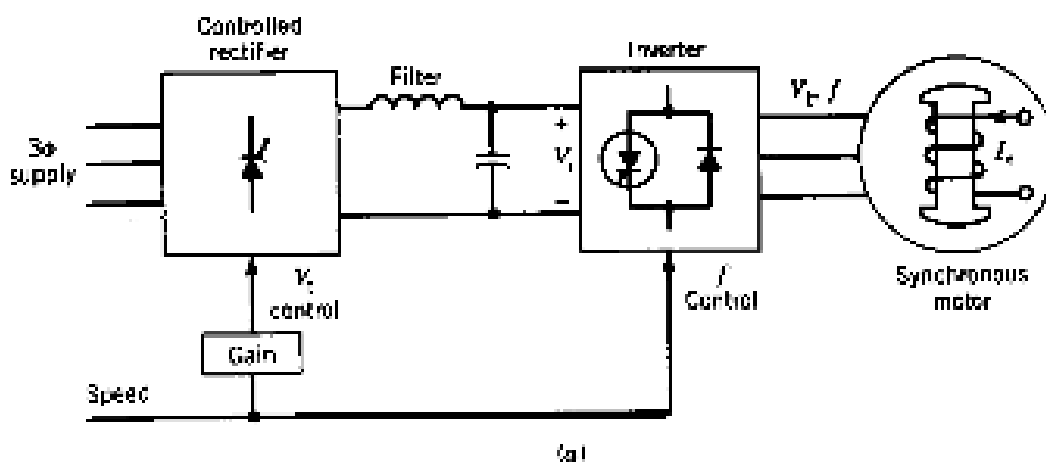 Controlled
rectifier
Filter
Inverter
3Φ
supply
+
−
f
Synchronous
motor
control
f
Control
Gain
Speed
(a)